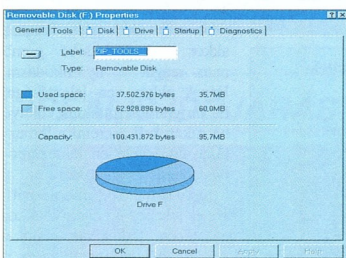 Removable Disk (F:) Properties
General Tools Disk Drive Startup Diagnostics
Label:
Type: Removable Disk
Used space: 37.502.976 bytes 35,7MB
Free space: 62.928.896 bytes 60,0MB
Capacity: 100.431.872 bytes 95,7MB
Drive F
OK Cancel Apply Help